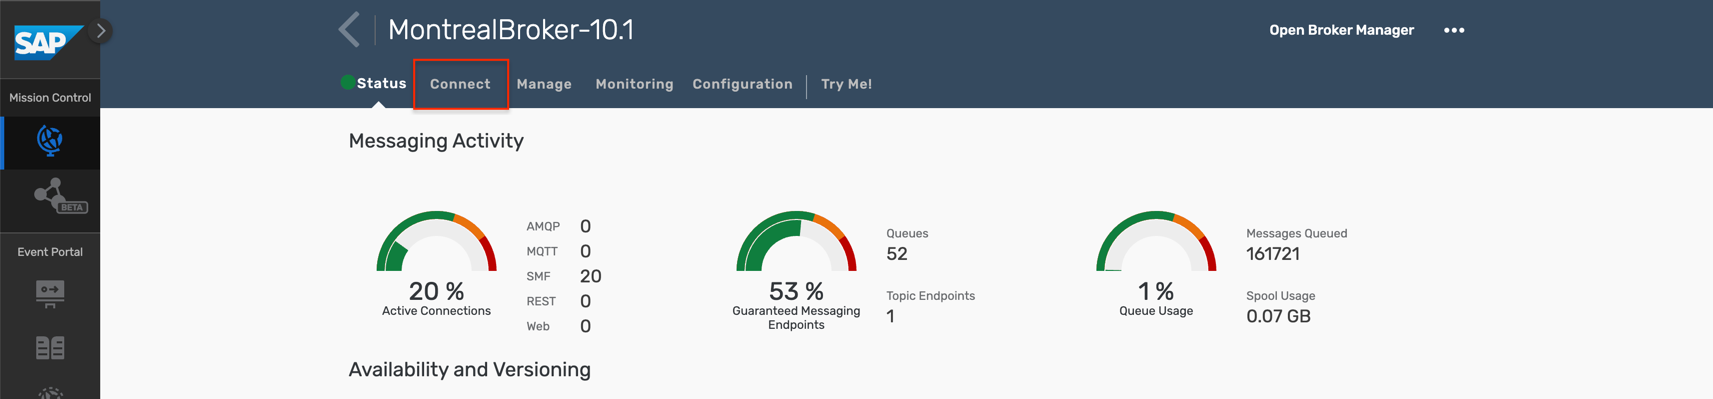 SAP
MontrealBroker-10.1
Open Broker Manager
Status Connect Manage Monitoring Configuration Try Me!
Mission Control
BETA
Event Portal
Messaging Activity
20 %
Active Connections
AMQP 0
MQTT 0
SMF 20
REST 0
Web 0
53 %
Guaranteed Messaging
Endpoints
Queues
52
Topic Endpoints
1
1 %
Queue Usage
Messages Queued
161721
Spool Usage
0.07 GB
Availability and Versioning